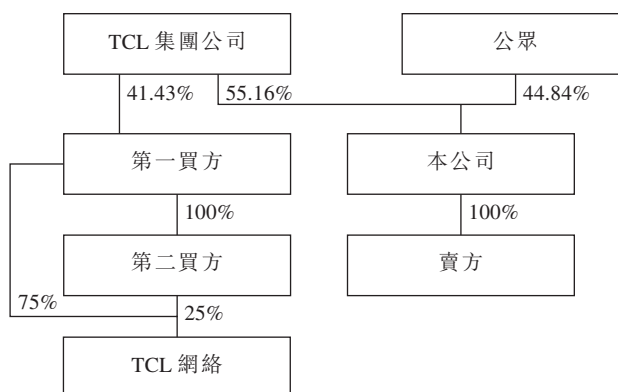 TCL 集團公司
公眾
41.43%
55.16%
44.84%
第一買方
本公司
100%
100%
第二買方
賣方
75%
25%
TCL 網絡